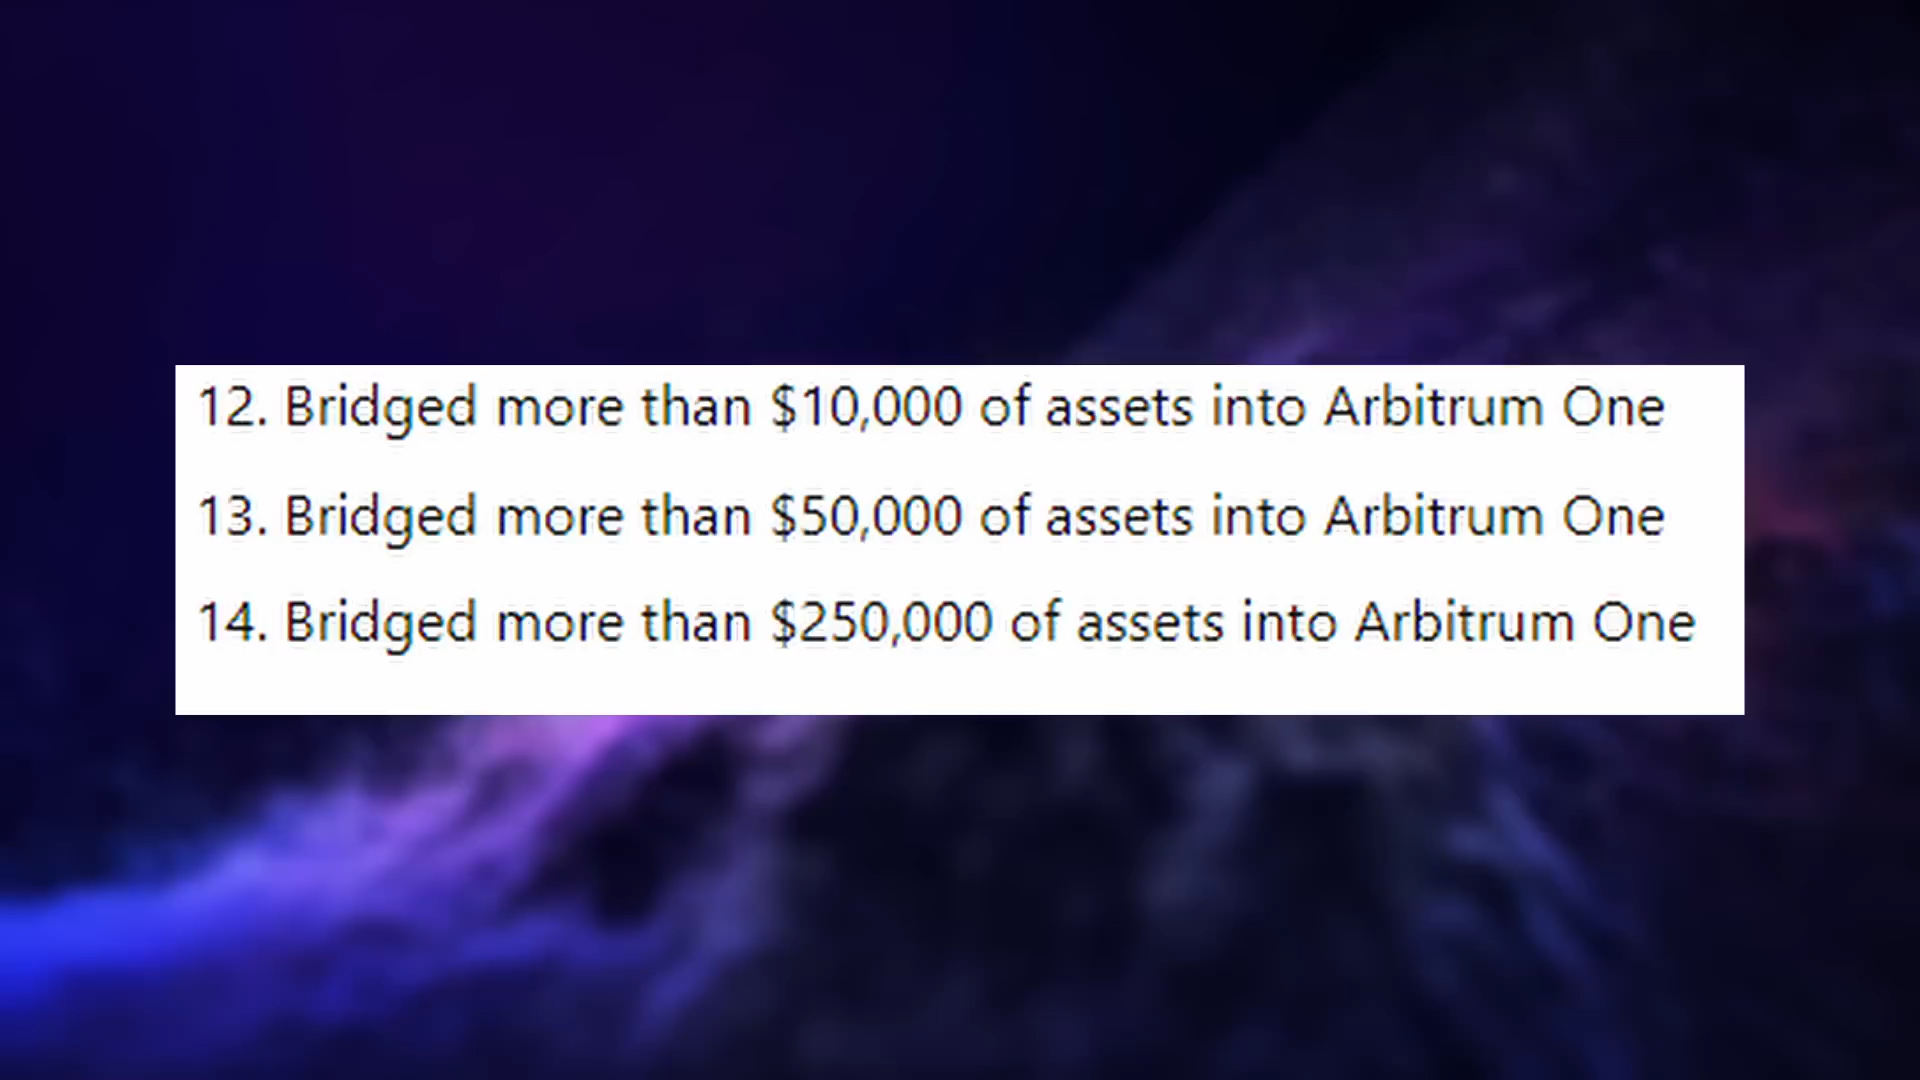 12. Bridged more than $10,000 of assets into Arbitrum One
13. Bridged more than $50,000 of assets into Arbitrum One
14. Bridged more than $250,000 of assets into Arbitrum One